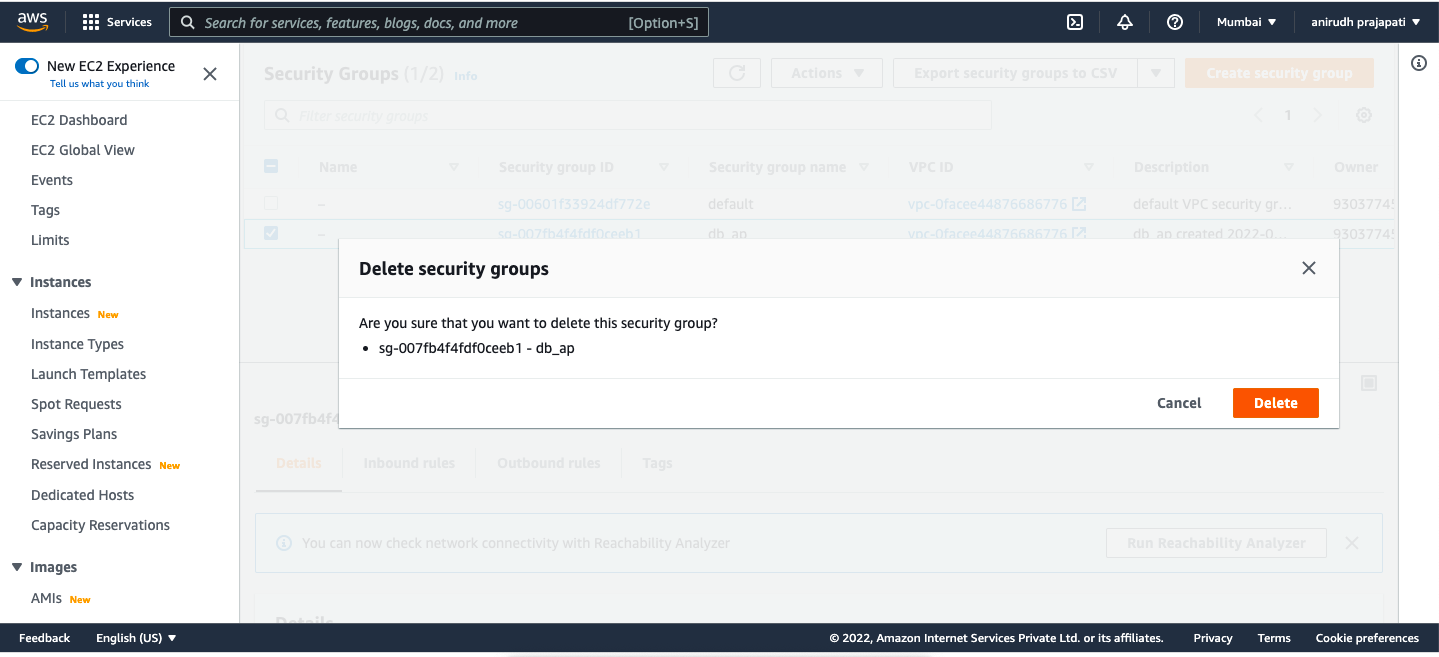 aws
Services
Search for services, features, blogs, docs, and more
[Option+S]
Mumbai
anirudh prajapati
New EC2 Experience
Tell us what you think
EC2 Dashboard
EC2 Global View
Events
Tags
Limits
Instances
Instances New
Instance Types
Launch Templates
Spot Requests
Savings Plans
Reserved Instances New
Dedicated Hosts
Capacity Reservations
Images
AMIs New
Security Groups (1/2) Info
Actions
Export security groups to CSV
Create security group
Filter security groups
1
Name Security group ID Security group name VPC ID Description Owner
– sg-00601f33924df772e default vpc-0facee44876686776 default VPC security gr... 93037745
– sg-007fb4f4fdf0ceeb1 db_ap vpc-0facee44876686776 db_ap created 2022-0... 93037745
Delete security groups
Are you sure that you want to delete this security group?
• sg-007fb4f4fdf0ceeb1 - db_ap
Cancel
Delete
sg-007fb4f4
Details
Inbound rules
Outbound rules
Tags
You can now check network connectivity with Reachability Analyzer
Run Reachability Analyzer
Details
Feedback
English (US)
© 2022, Amazon Internet Services Private Ltd. or its affiliates.
Privacy
Terms
Cookie preferences